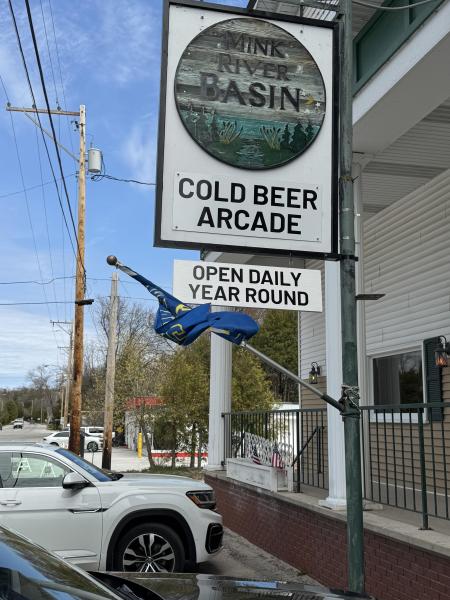 MINK
RIVER
BASIN
COLD BEER
ARCADE
OPEN DAILY
YEAR ROUND